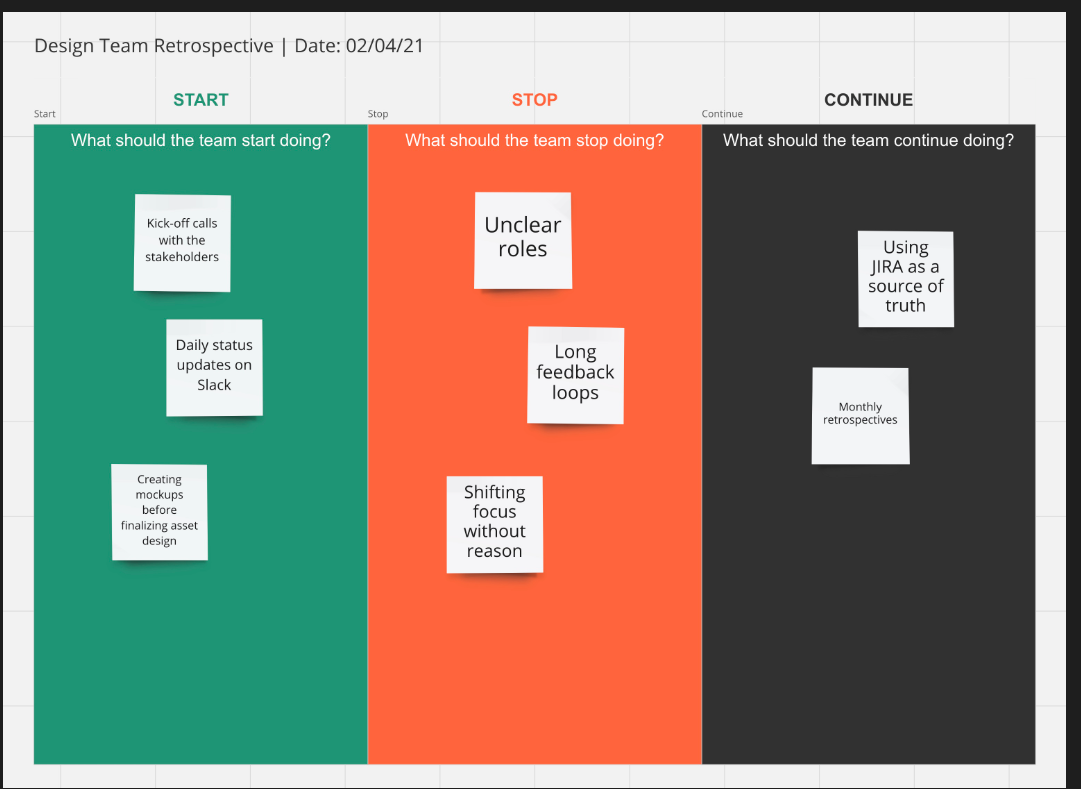 Design Team Retrospective | Date: 02/04/21
START
STOP
CONTINUE
Start
Stop
Continue
What should the team start doing?
What should the team stop doing?
What should the team continue doing?
Kick-off calls
with the
stakeholders
Daily status
updates on
Slack
Creating
mockups
before
finalizing asset
design
Unclear
roles
Long
feedback
loops
Shifting
focus
without
reason
Using
JIRA as a
source of
truth
Monthly
retrospectives